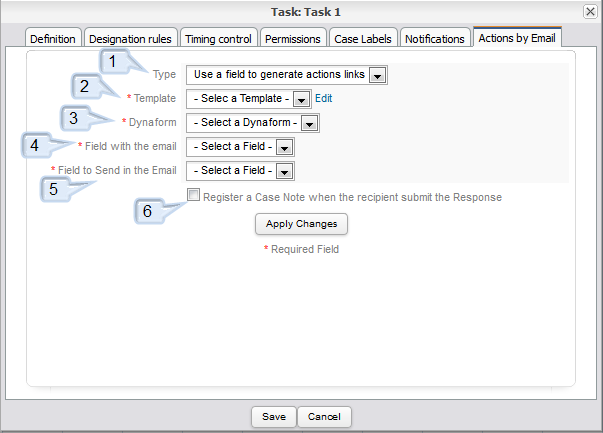 Task: Task 1
Definition Designation rules Timing control Permissions Case Labels Notifications Actions by Email
1 Type Use a field to generate actions links
2 * Template - Selec a Template - Edit
3 * Dynaform - Select a Dynaform -
4 * Field with the email - Select a Field -
* Field to Send in the Email - Select a Field -
5
6 Register a Case Note when the recipient submit the Response
Apply Changes
* Required Field
Save Cancel